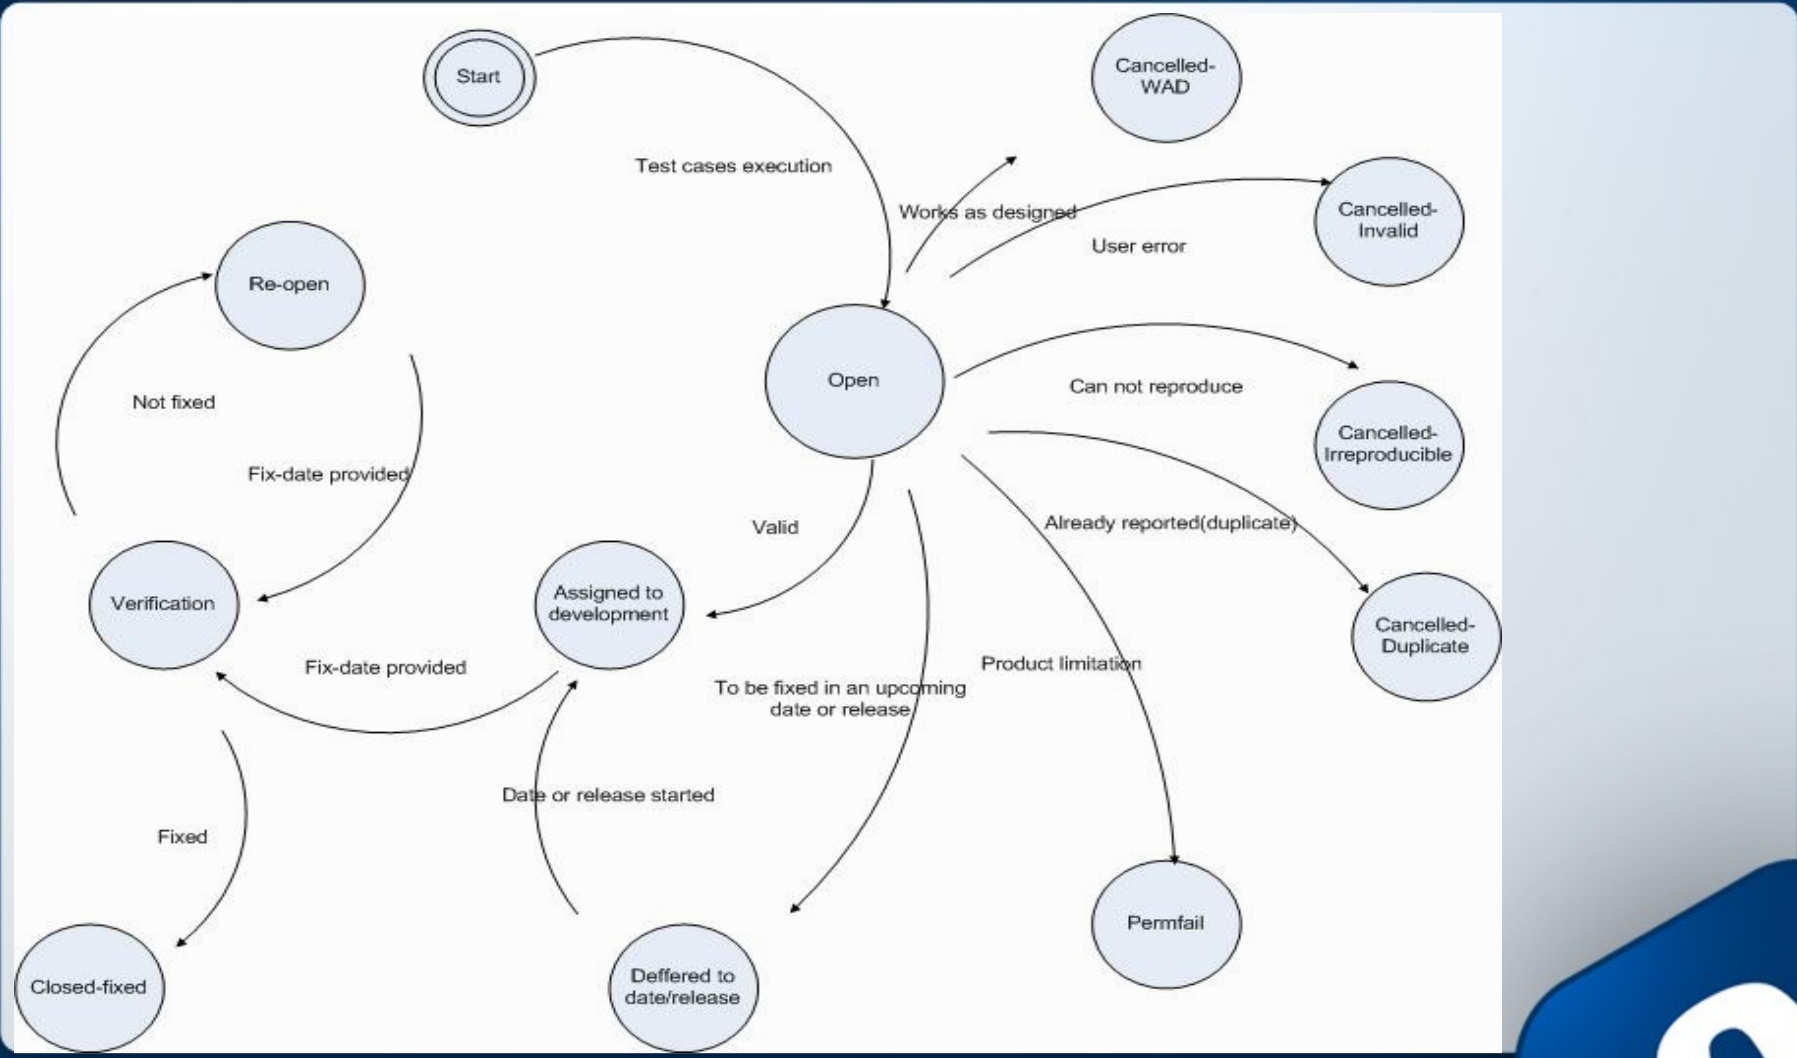 Start
Cancelled-
WAD
Test cases execution
Works as designed
Cancelled-
Invalid
User error
Re-open
Open
Can not reproduce
Not fixed
Cancelled-
Irreproducible
Fix-date provided
Valid
Already reported(duplicate)
Verification
Assigned to
development
Cancelled-
Duplicate
Fix-date provided
Product limitation
To be fixed in an upcoming
date or release
Date or release started
Fixed
Permfail
Closed-fixed
Deffered to
date/release